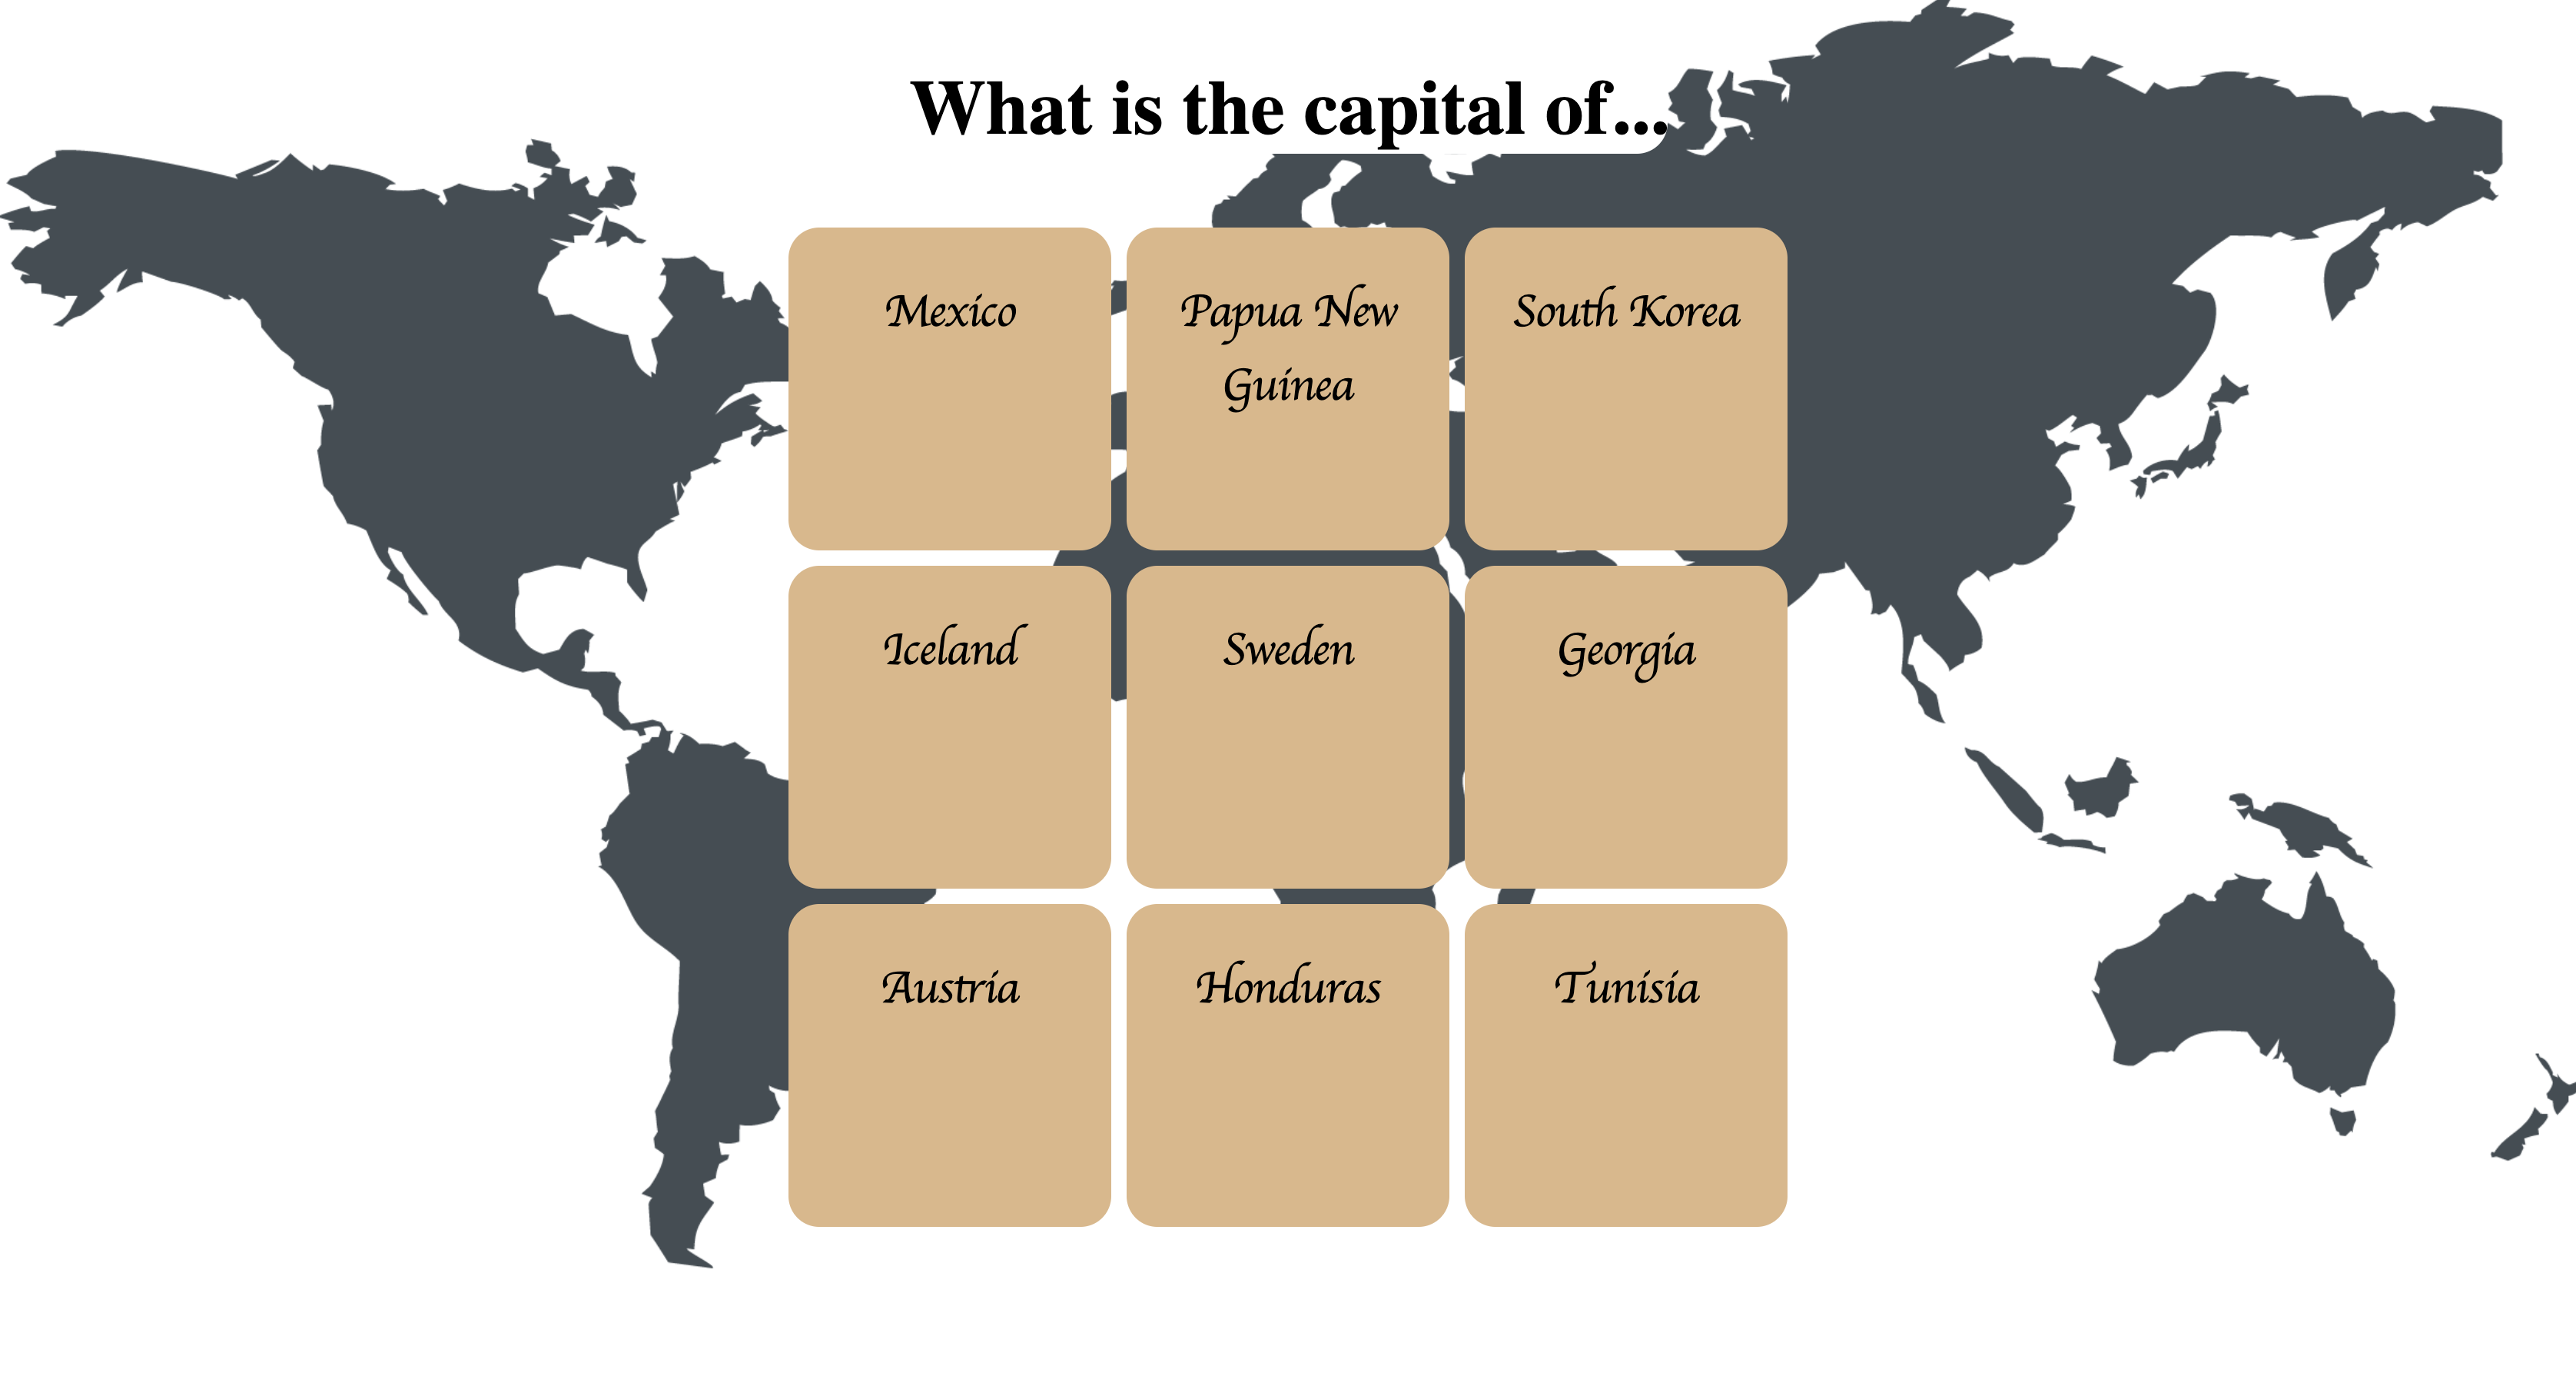 What is the capital of...
Mexico
Papua New
Guinea
South Korea
Iceland
Sweden
Georgia
Austria
Honduras
Tunisia